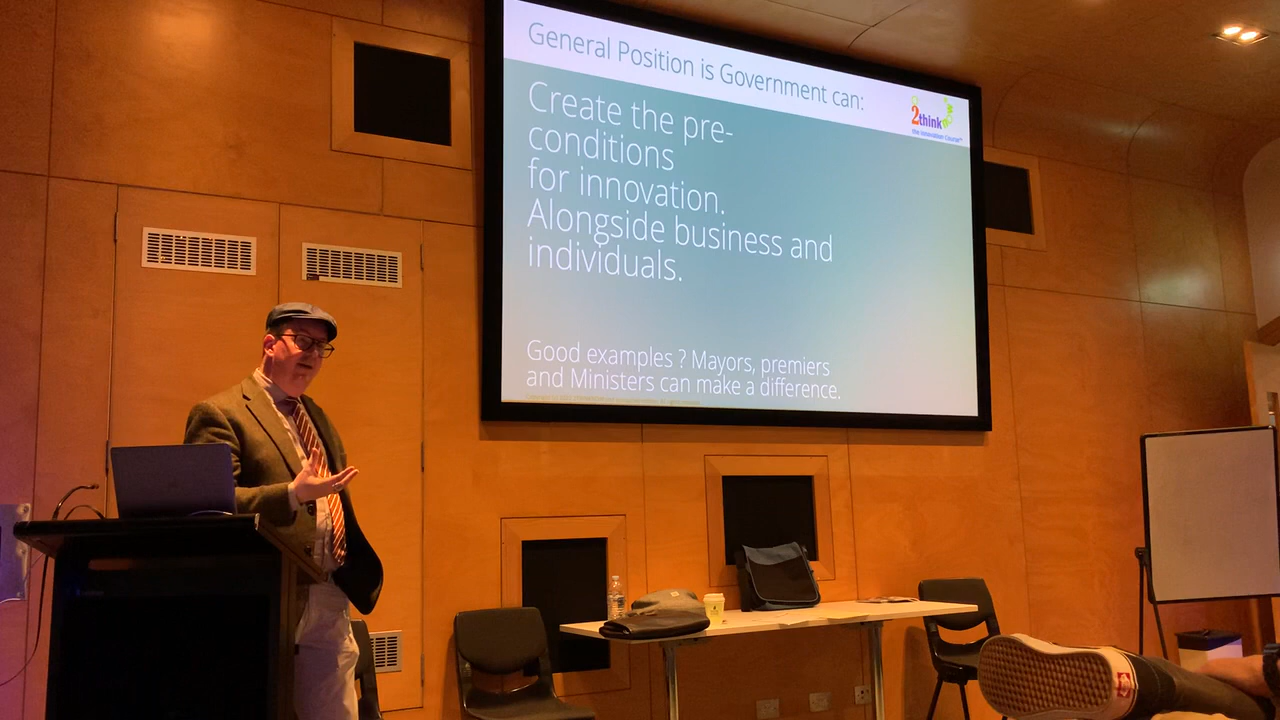 General Position is Government can:
2think
the Innovation Course™
Create the pre-
conditions
for innovation.
Alongside business and
individuals.
Good examples ? Mayors, premiers
and Ministers can make a difference.